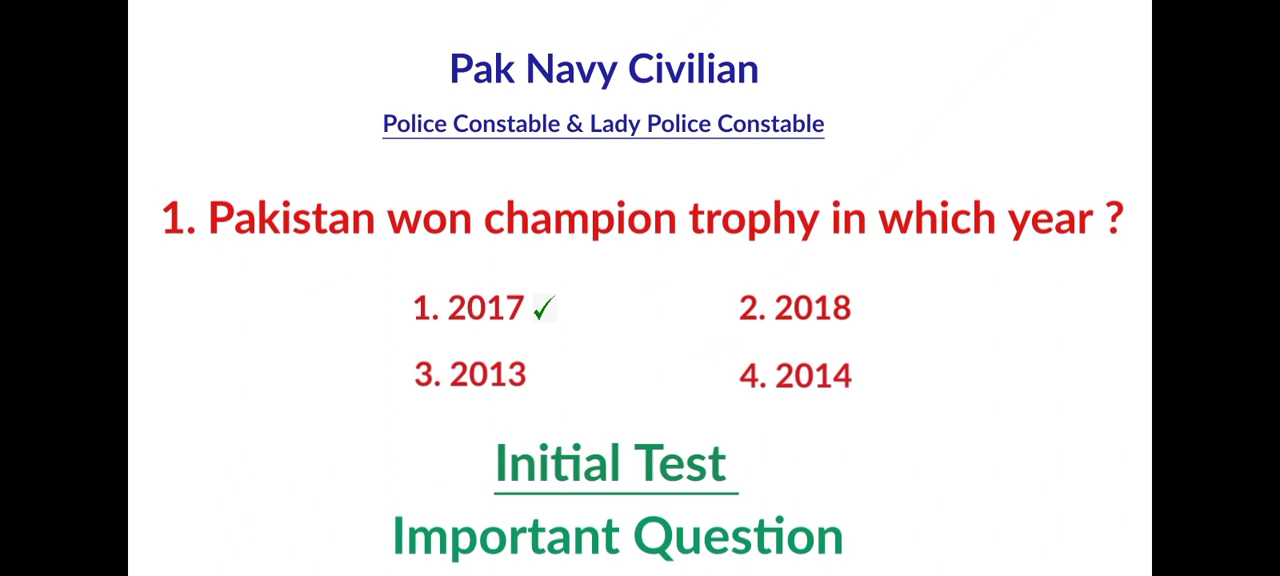 Pak Navy Civilian
Police Constable & Lady Police Constable
1. Pakistan won champion trophy in which year ?
1. 2017 ✓ 2. 2018
3. 2013 4. 2014
Initial Test
Important Question